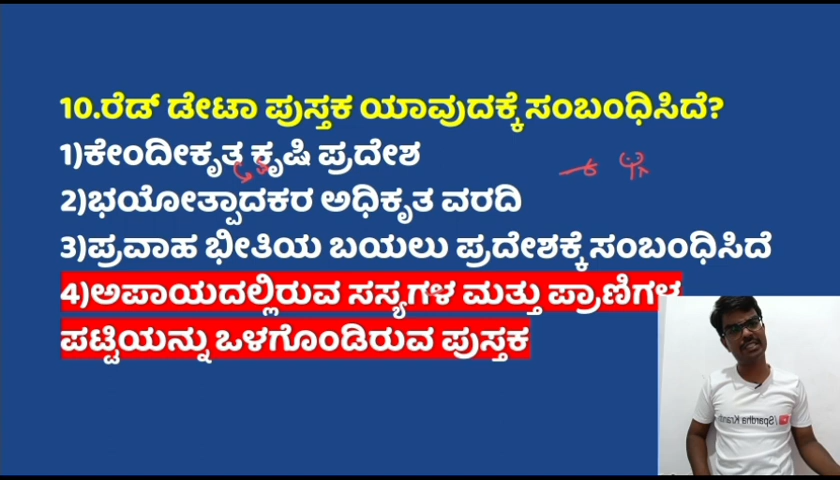 10.ರೆಡ್ ಡೇಟಾ ಪುಸ್ತಕ ಯಾವುದಕ್ಕೆ ಸಂಬಂಧಿಸಿದೆ?
1)ಕೇಂದೀಕೃತ ಕೃಷಿ ಪ್ರದೇಶ
2)ಭಯೋತ್ಪಾದಕರ ಅಧಿಕೃತ ವರದಿ
3)ಪ್ರವಾಹ ಭೀತಿಯ ಬಯಲು ಪ್ರದೇಶಕ್ಕೆ ಸಂಬಂಧಿಸಿದೆ
4)ಅಪಾಯದಲ್ಲಿರುವ ಸಸ್ಯಗಳ ಮತ್ತು ಪ್ರಾಣಿಗಳ
ಪಟ್ಟಿಯನ್ನು ಒಳಗೊಂಡಿರುವ ಪುಸ್ತಕ
/Spardha